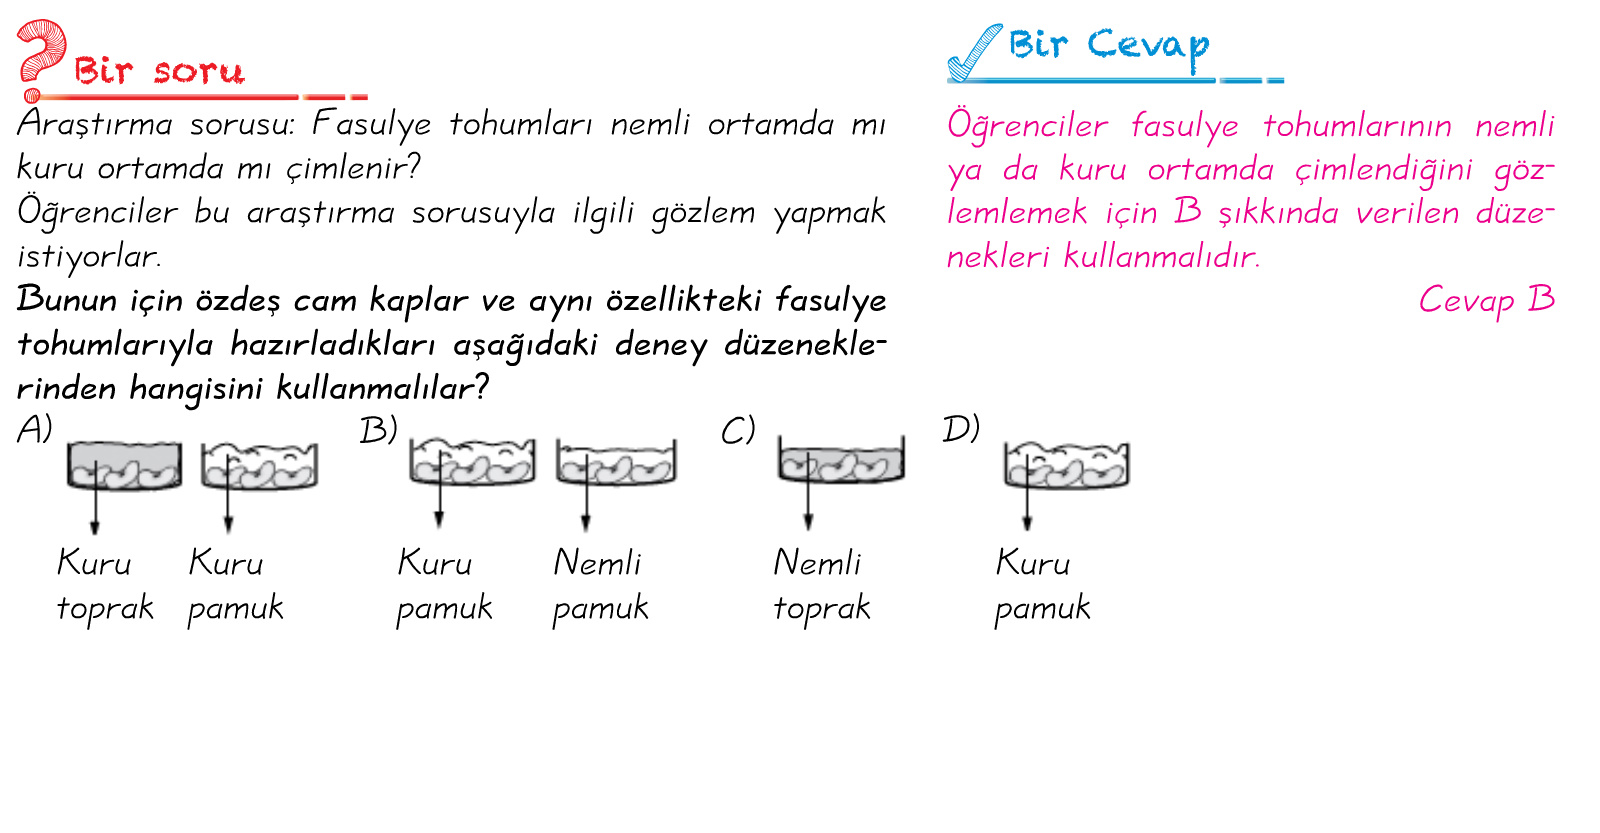 Bir soru
Araştırma sorusu: Fasulye tohumları nemli ortamda mı
kuru ortamda mı çimlenir?
Öğrenciler bu araştırma sorusuyla ilgili gözlem yapmak
istiyorlar.
Bunun için özdeş cam kaplar ve aynı özellikteki fasulye
tohumlarıyla hazırladıkları aşağıdaki deney düzenekle-
rinden hangisini kullanmalılar?
A)
Kuru
toprak
Kuru
pamuk
B)
Kuru
pamuk
Nemli
pamuk
C)
Nemli
toprak
D)
Kuru
pamuk
Bir Cevap
Öğrenciler fasulye tohumlarının nemli
ya da kuru ortamda çimlendiğini göz-
lemlemek için B şıkkında verilen düze-
nekleri kullanmalıdır.
Cevap B